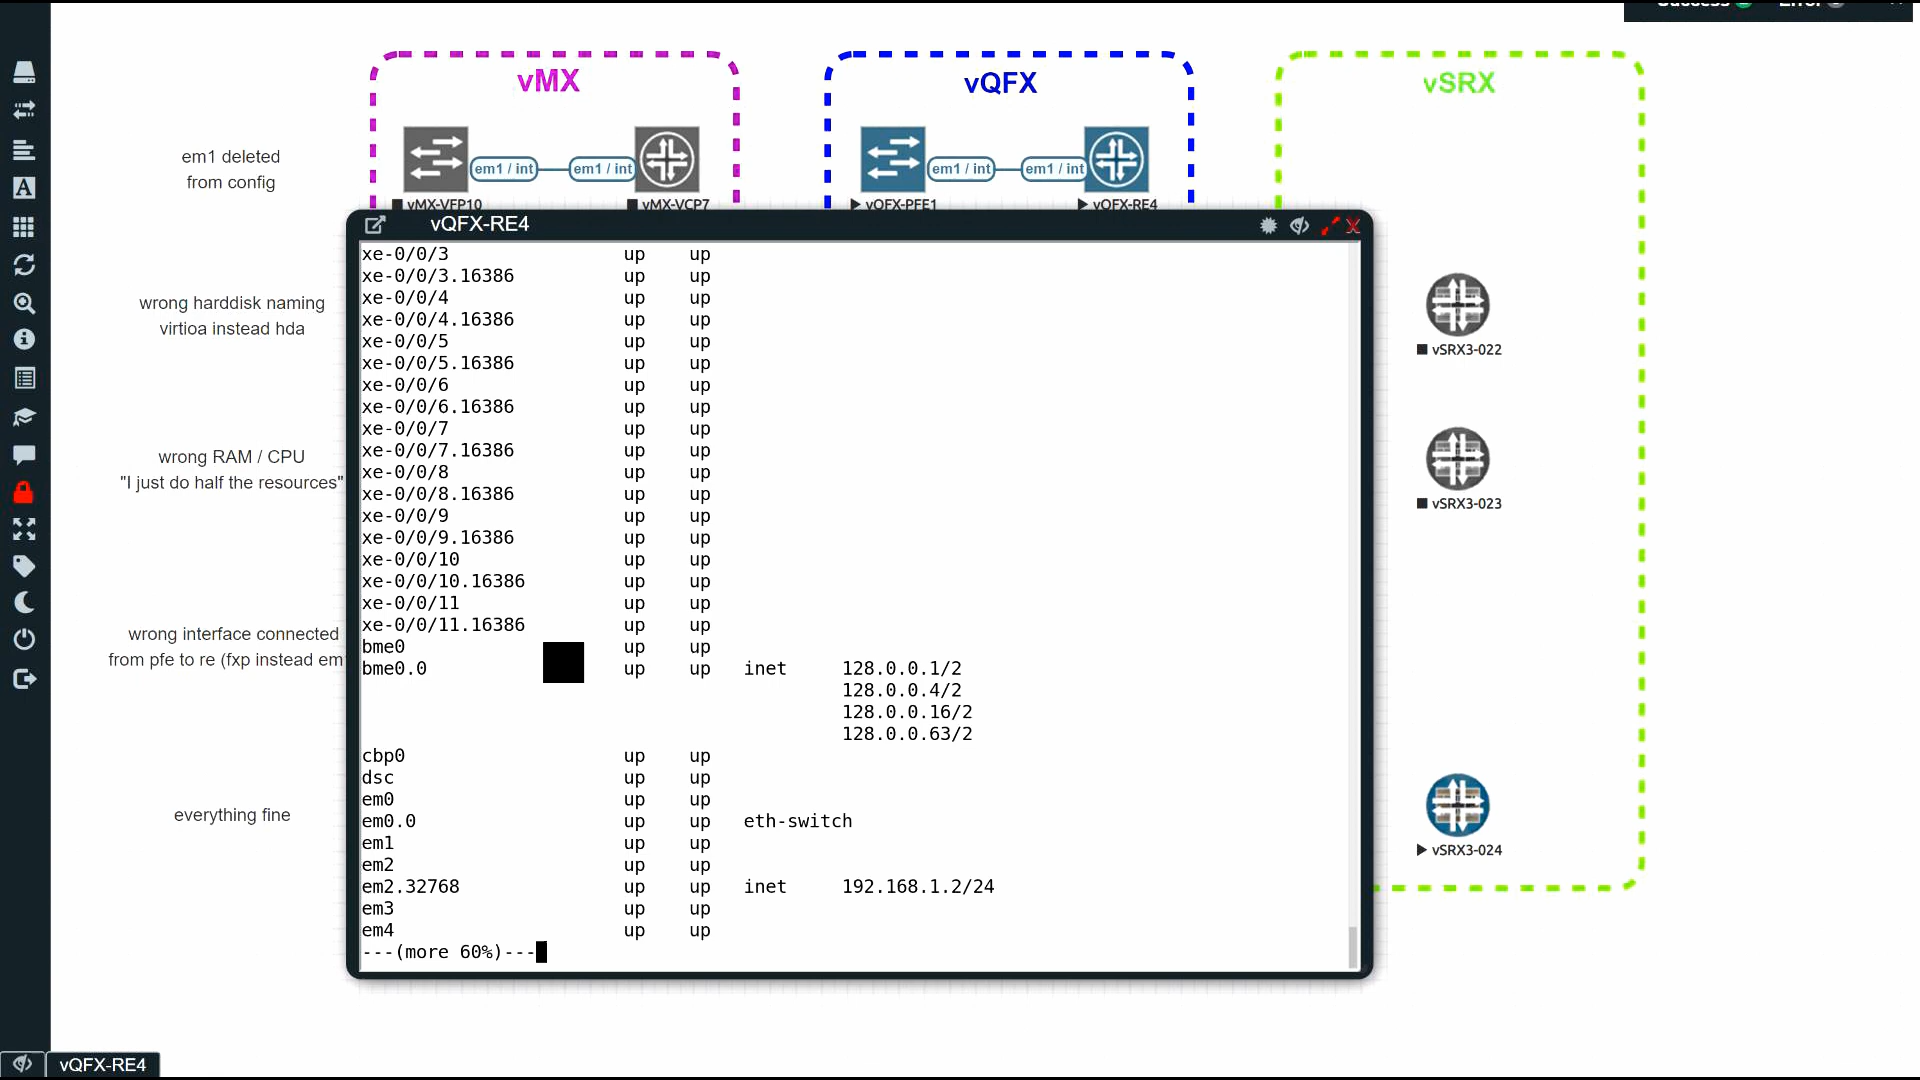 vMX
vQFX
vSRX
em1 deleted
from config
em1 / int
em1 / int
em1 / int
em1 / int
vMX-VFP10
vMX-VCP7
vQFX-PFE1
vQFX-RE4
vQFX-RE4
xe-0/0/3 up up
xe-0/0/3.16386 up up
xe-0/0/4 up up
xe-0/0/4.16386 up up
xe-0/0/5 up up
xe-0/0/5.16386 up up
xe-0/0/6 up up
xe-0/0/6.16386 up up
xe-0/0/7 up up
xe-0/0/7.16386 up up
xe-0/0/8 up up
xe-0/0/8.16386 up up
xe-0/0/9 up up
xe-0/0/9.16386 up up
xe-0/0/10 up up
xe-0/0/10.16386 up up
xe-0/0/11 up up
xe-0/0/11.16386 up up
bme0 up up
bme0.0 up up inet 128.0.0.1/2
128.0.0.4/2
128.0.0.16/2
128.0.0.63/2
cbp0 up up
dsc up up
em0 up up
em0.0 up up eth-switch
em1 up up
em2 up up
em2.32768 up up inet 192.168.1.2/24
em3 up up
em4 up up
---(more 60%)---
wrong harddisk naming
virtioa instead hda
wrong RAM / CPU
"I just do half the resources"
wrong interface connected
from pfe to re (fxp instead em
everything fine
vSRX3-022
vSRX3-023
vSRX3-024
vQFX-RE4